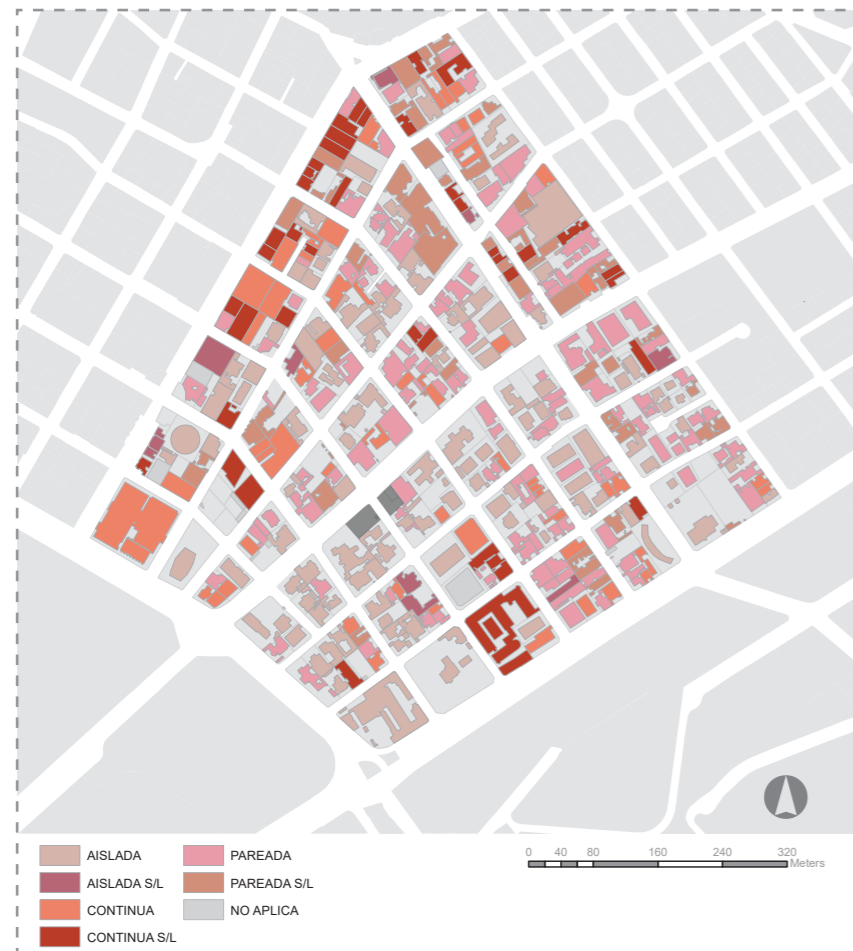 AISLADA
AISLADA S/L
CONTINUA
CONTINUA S/L
PAREADA
PAREADA S/L
NO APLICA
0 40 80 160 240 320
Meters